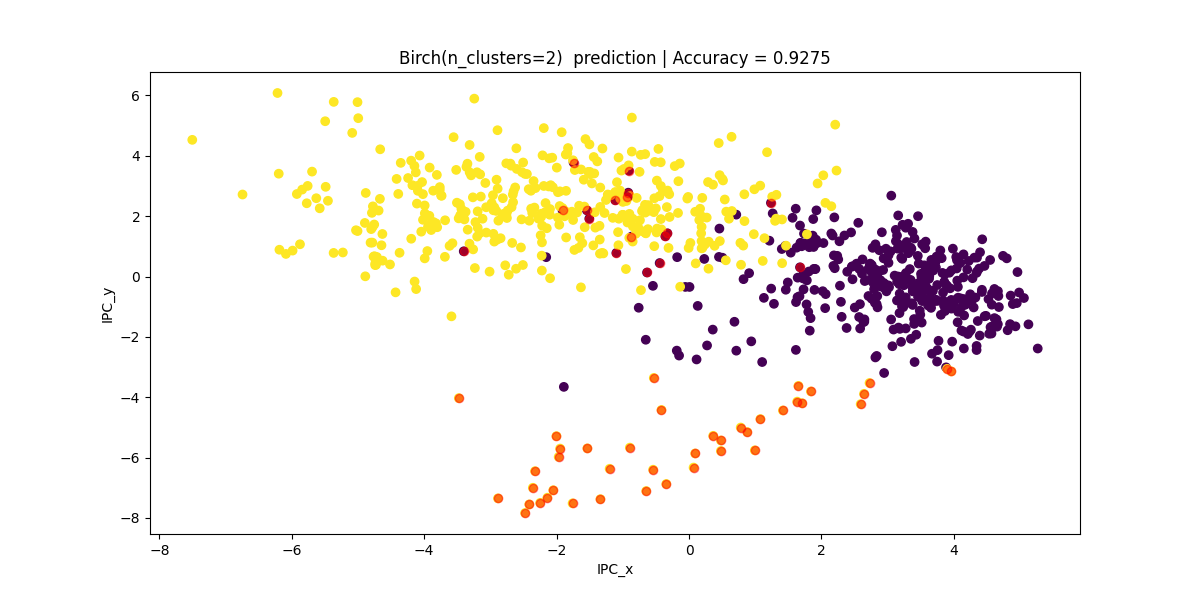 Birch(n_clusters=2)  prediction | Accuracy = 0.9275
6
4
2
0
−2
−4
−6
−8
IPC_y
−8 −6 −4 −2 0 2 4
IPC_x